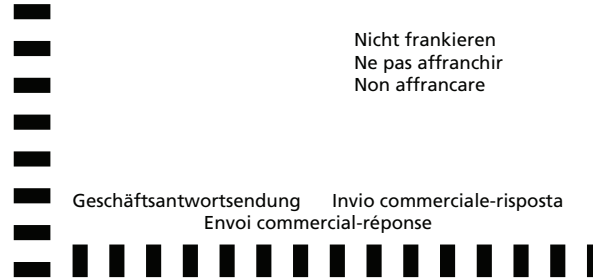 Nicht frankieren
Ne pas affranchir
Non affrancare
Geschäftsantwortsendung Invio commerciale-risposta
Envoi commercial-réponse